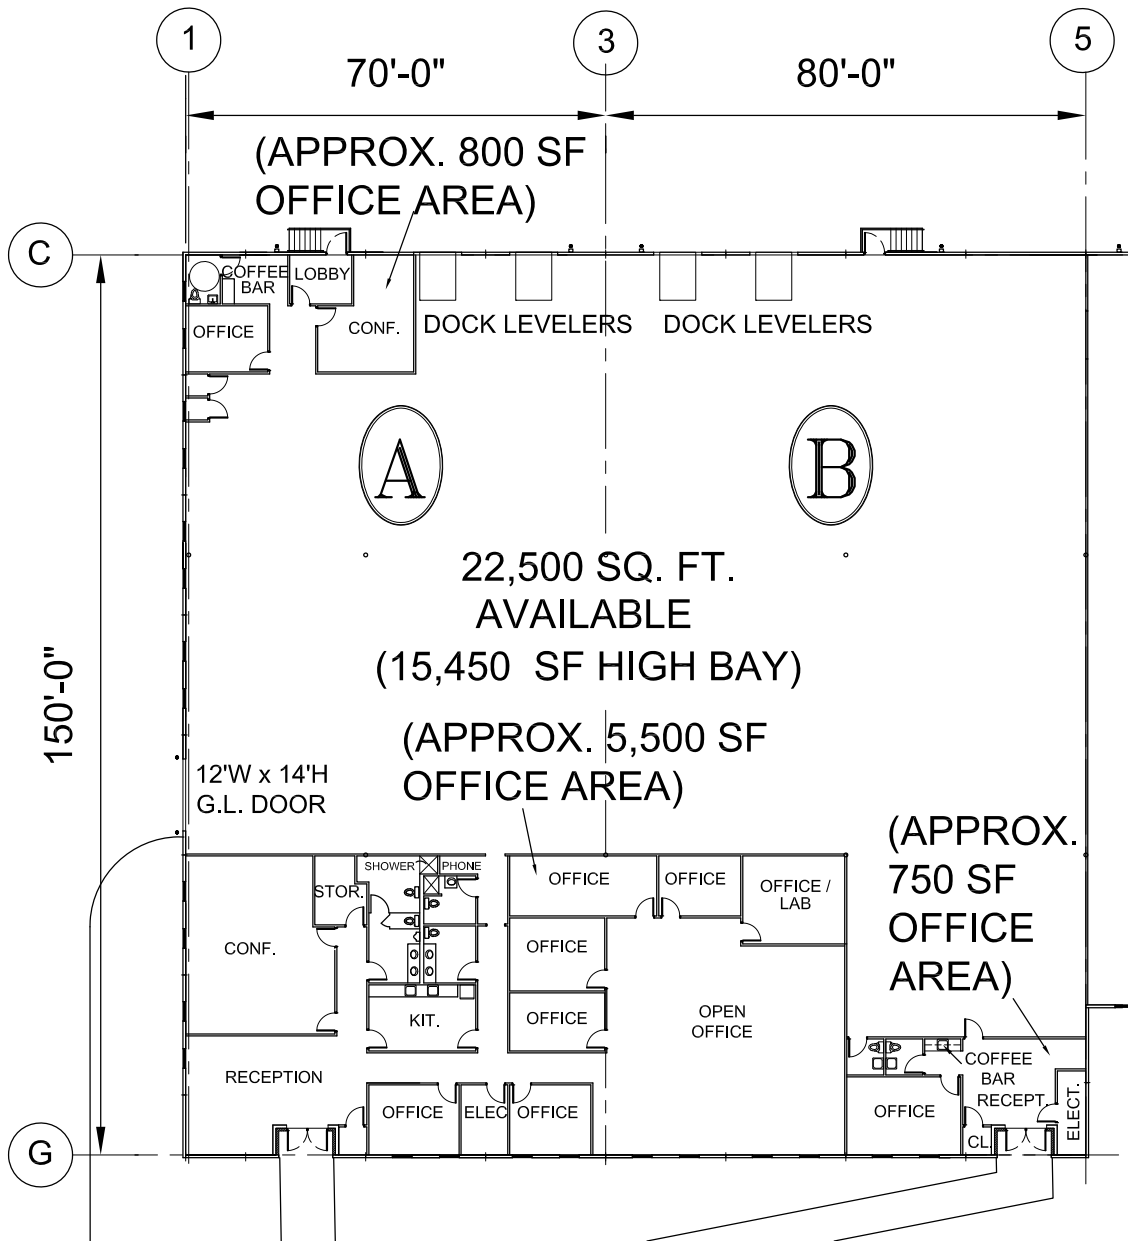 1
3
5
70'-0"
80'-0"
(APPROX. 800 SF
OFFICE AREA)
C
COFFEE
BAR
LOBBY
OFFICE
CONF.
DOCK LEVELERS
DOCK LEVELERS
A
B
22,500 SQ. FT.
AVAILABLE
(15,450 SF HIGH BAY)
150'-0"
(APPROX. 5,500 SF
OFFICE AREA)
12'W x 14'H
G.L. DOOR
(APPROX.
750 SF
OFFICE
AREA)
SHOWER
PHONE
STOR.
OFFICE
OFFICE
OFFICE /
LAB
CONF.
OFFICE
KIT.
OFFICE
OPEN
OFFICE
RECEPTION
COFFEE
BAR
RECEPT.
OFFICE
ELEC
OFFICE
OFFICE
ELECT.
CL.
G